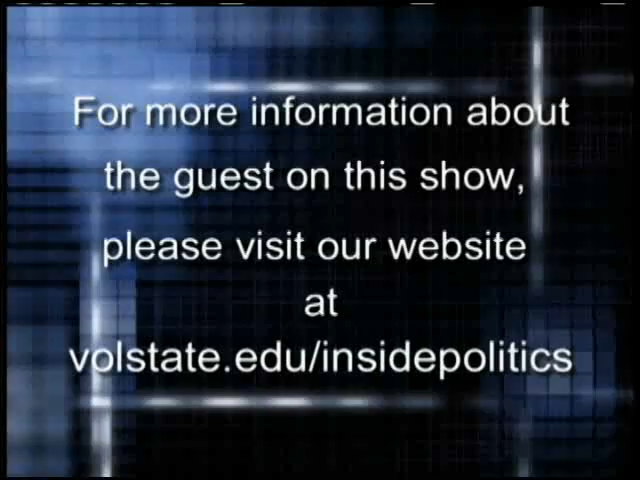 For more information about
the guest on this show,
please visit our website
at
volstate.edu/insidepolitics